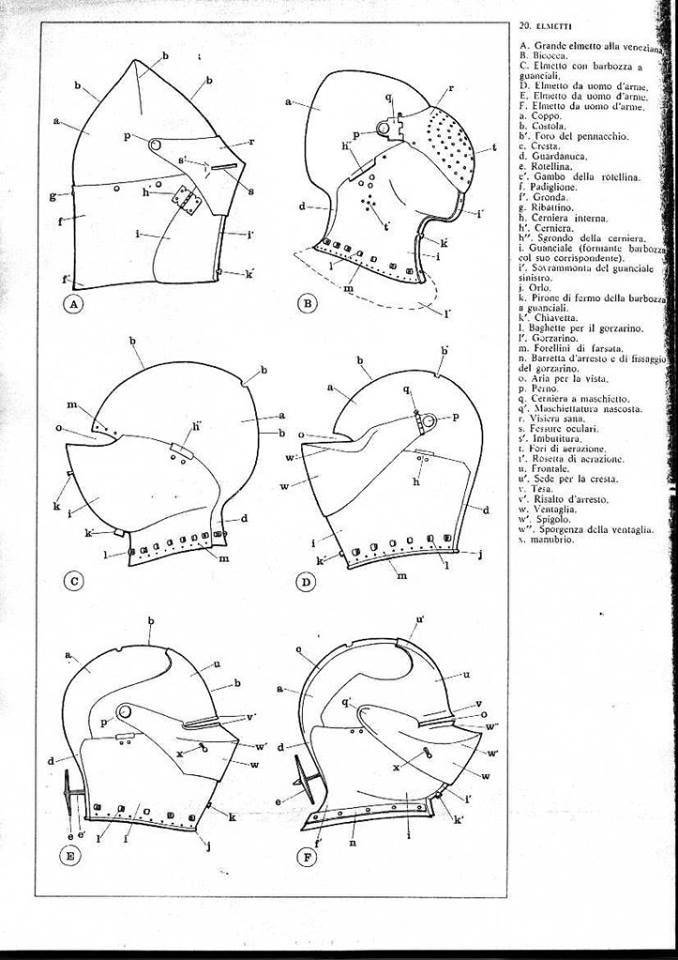 20. ELMETTI
A. Grande elmetto alla veneziana.
B. Bicocca.
C. Elmetto con barbozza a
guanciali.
D. Elmetto da uomo d'arme.
E. Elmetto da uomo d'arme.
F. Elmetto da uomo d'arme.
a. Coppo.
b. Costola.
b'. Foro del pennacchio.
c. Cresta.
d. Guardanuca.
e. Rotellina.
e'. Gambo della rotellina.
f. Padiglione.
f'. Gronda.
g. Ribattino.
h. Cerniera interna.
h'. Cerniera.
h". Sgrondo della cerniera.
i. Guanciale (formante barbozza
col suo corrispondente).
i'. Sovrammonta del guanciale
sinistro.
j. Orlo.
k. Pirone di fermo della barbozza
a guanciali.
k'. Chiavetta.
l. Baghette per il gorzarino.
l'. Gorzarino.
m. Forellini di farsata.
n. Barretta d'arresto e di fissaggio
del gorzarino.
o. Aria per la vista.
p. Perno.
q. Cerniera a maschietto.
q'. Maschiettatura nascosta.
r. Visiera sana.
s. Fessure oculari.
s'. Imbutitura.
t. Fori di aerazione.
t'. Rosetta di aerazione.
u. Frontale.
u'. Sede per la cresta.
v. Tesa.
v'. Risalto d'arresto.
w. Ventaglia.
w'. Spigolo.
w". Sporgenza della ventaglia.
x. manubrio.
b b i
b b
a
p r
s'
s
g h
f i i'
k
f'
A
r
q
a
p
t
h"
d i'
t' k
l i
m
l'
B
b
b
a
m h"
o b
k
i d
k'
l m
C
b b'
a q
p
o
w"
w
h
d
i
k j
m l
D
b
a u
b
p v'
w'
x w
d
k
e e' l i j
E
u'
c
u
a
q' v
o
w"
d w'
x w
e i'
k'
f' n i
F